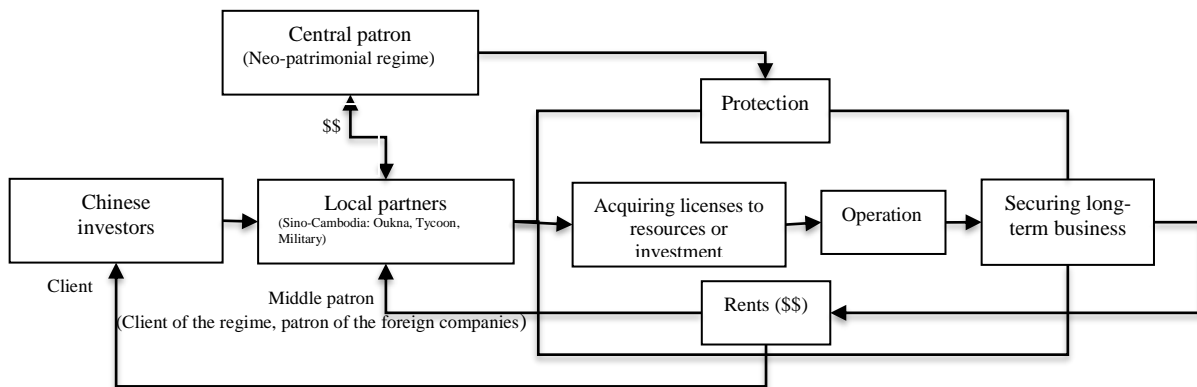 Central patron
(Neo-patrimonial regime)
Protection
$$
Chinese
investors
Local partners
(Sino-Cambodia: Oukna, Tycoon,
Military)
Acquiring licenses to
resources or
investment
Operation
Securing long-
term business
Client
Middle patron
(Client of the regime, patron of the foreign companies)
Rents ($$)